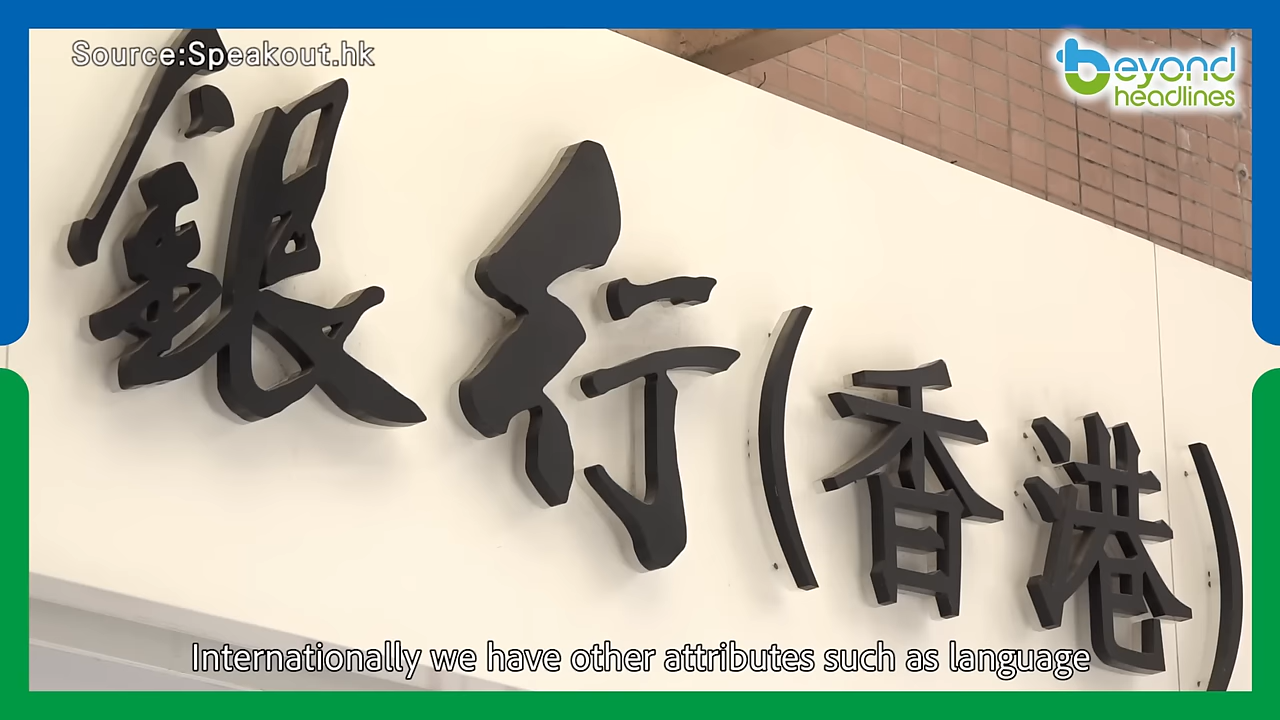 Source:Speakout.hk
beyond
headlines
銀行(香港)
Internationally we have other attributes such as language